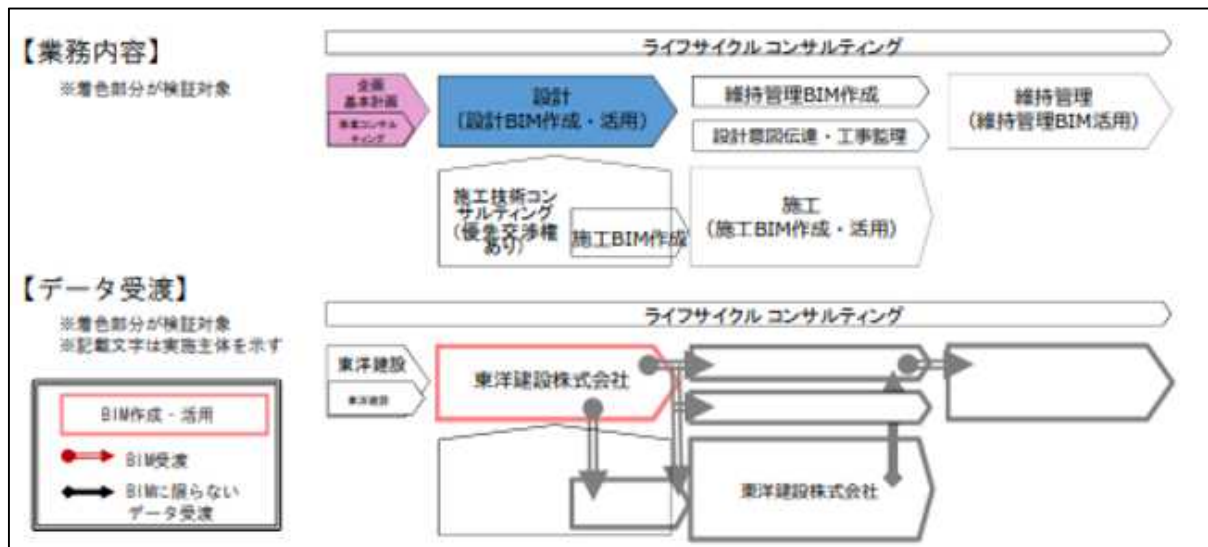 【業務内容】
※着色部分が検証対象
ライフサイクル コンサルティング
企画
基本計画
事業コンサル
ティング
設計
(設計BIM作成・活用)
維持管理BIM作成
設計意図伝達・工事監理
維持管理
(維持管理BIM活用)
施工技術コン
サルティング
(優先交渉権
あり)
施工BIM作成
施工
(施工BIM作成・活用)
【データ受渡】
※着色部分が検証対象
※記載文字は実施主体を示す
ライフサイクル コンサルティング
東洋建設
東洋建設
東洋建設株式会社
東洋建設株式会社
BIM作成・活用
BIM受渡
BIMに限らない
データ受渡